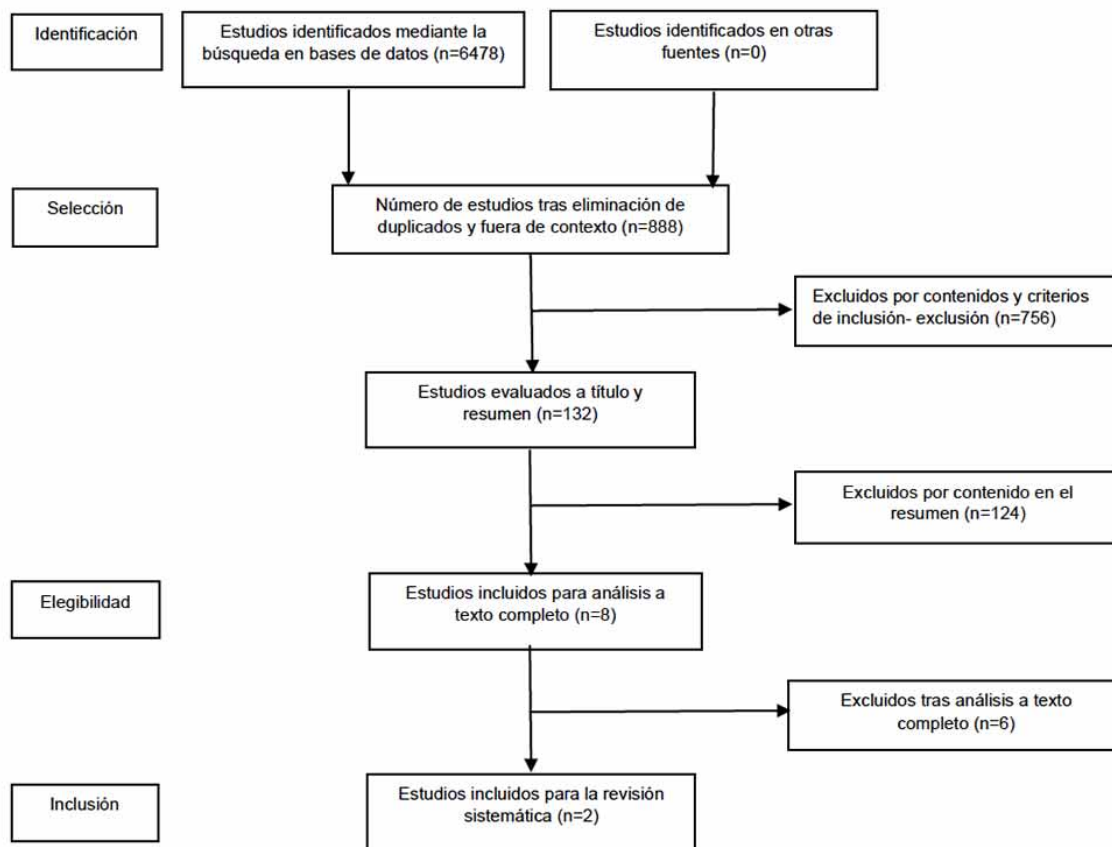 Identificación
Estudios identificados mediante la
búsqueda en bases de datos (n=6478)
Estudios identificados en otras
fuentes (n=0)
Selección
Número de estudios tras eliminación de
duplicados y fuera de contexto (n=888)
Excluidos por contenidos y criterios
de inclusión- exclusión (n=756)
Estudios evaluados a título y
resumen (n=132)
Excluidos por contenido en el
resumen (n=124)
Elegibilidad
Estudios incluidos para análisis a
texto completo (n=8)
Excluidos tras análisis a texto
completo (n=6)
Inclusión
Estudios incluidos para la revisión
sistemática (n=2)